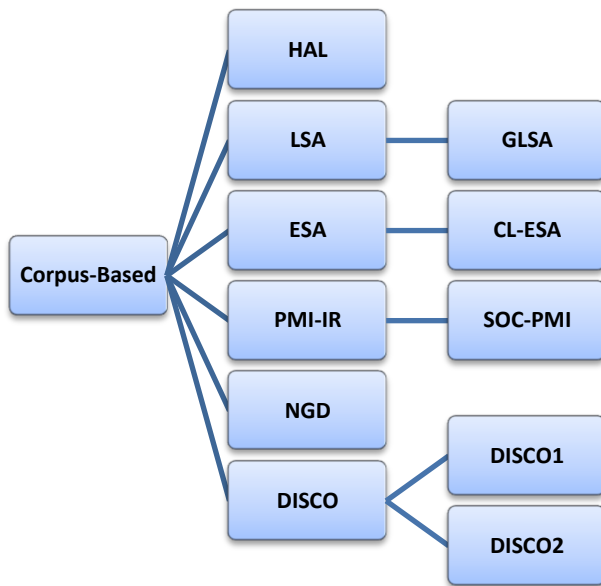 HAL
LSA
GLSA
ESA
CL-ESA
Corpus-Based
PMI-IR
SOC-PMI
NGD
DISCO
DISCO1
DISCO2